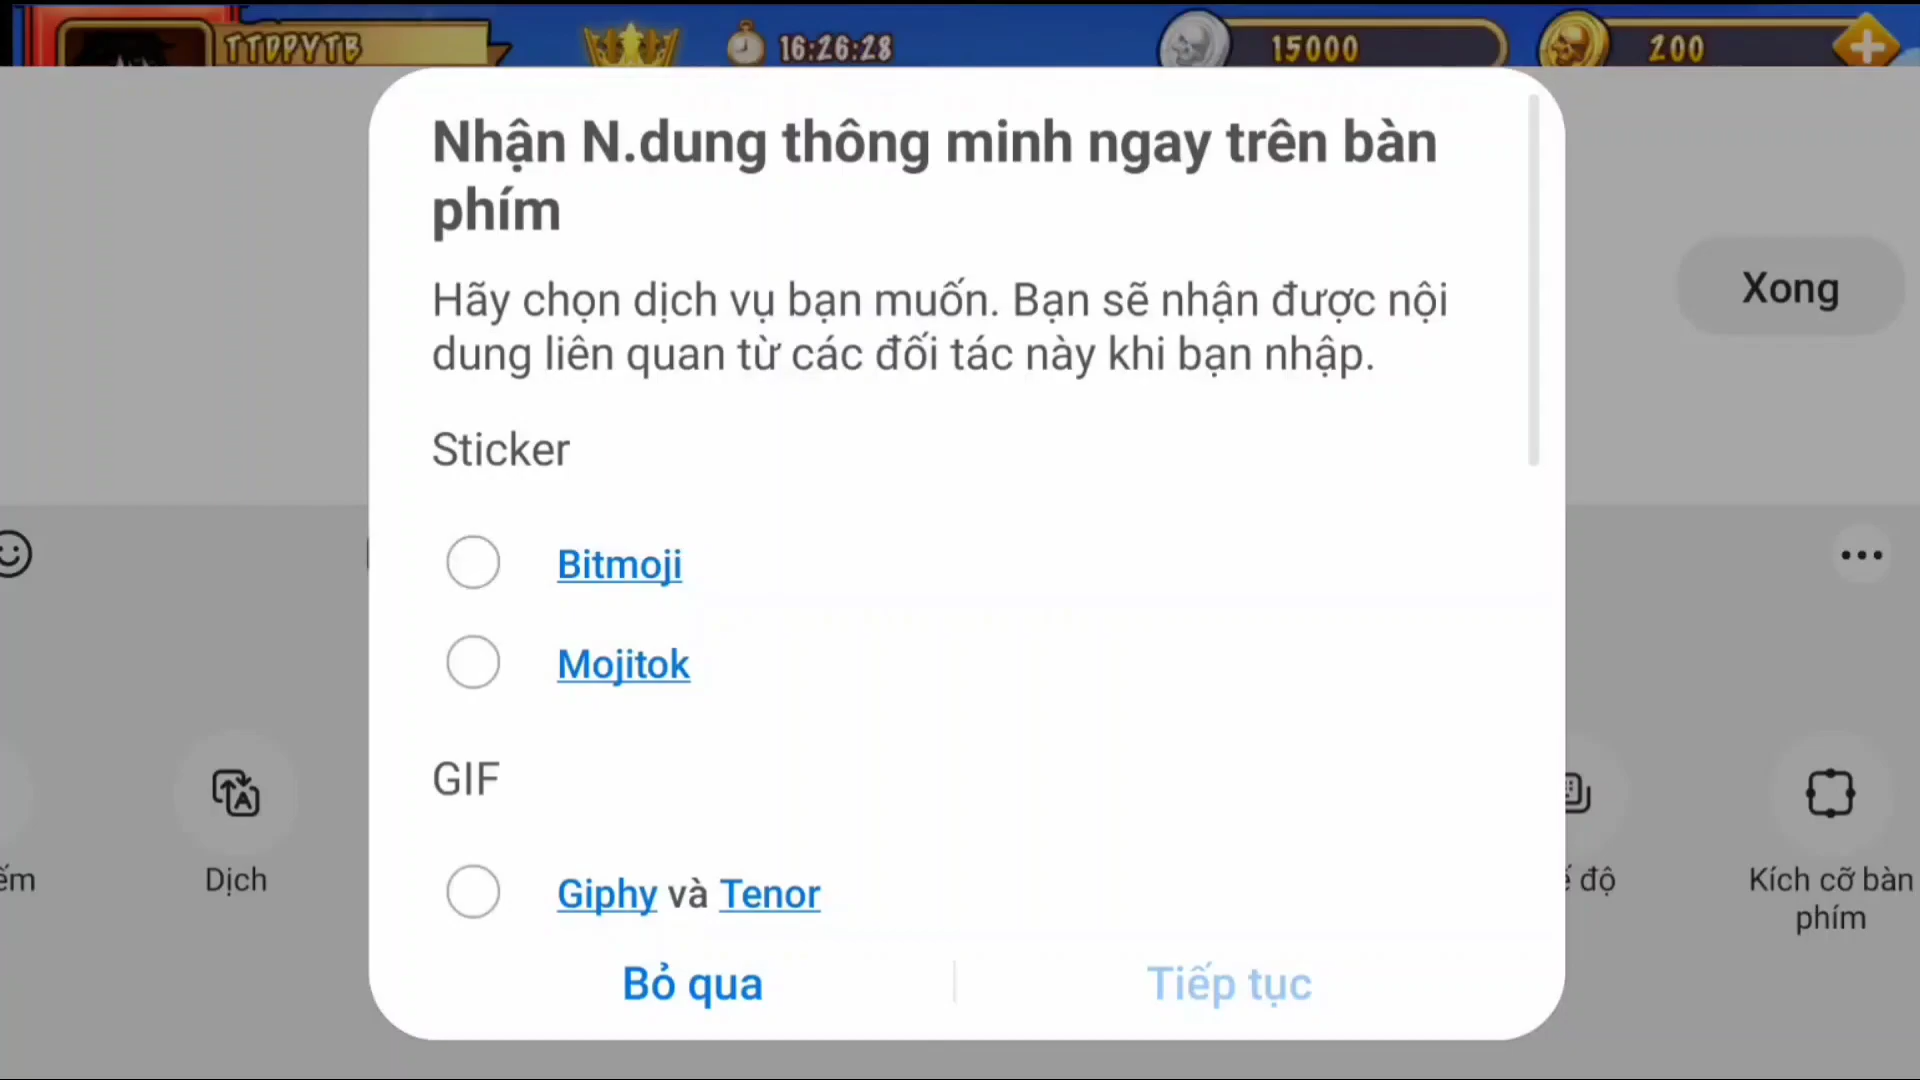 TTDPYTB
16:26:28
15000
200
Nhận N.dung thông minh ngay trên bàn
phím
Hãy chọn dịch vụ bạn muốn. Bạn sẽ nhận được nội
dung liên quan từ các đối tác này khi bạn nhập.
Xong
Sticker
Bitmoji
Mojitok
GIF
Giphy và Tenor
Bỏ qua
Tiếp tục
Dịch
độ
Kích cỡ bàn
phím